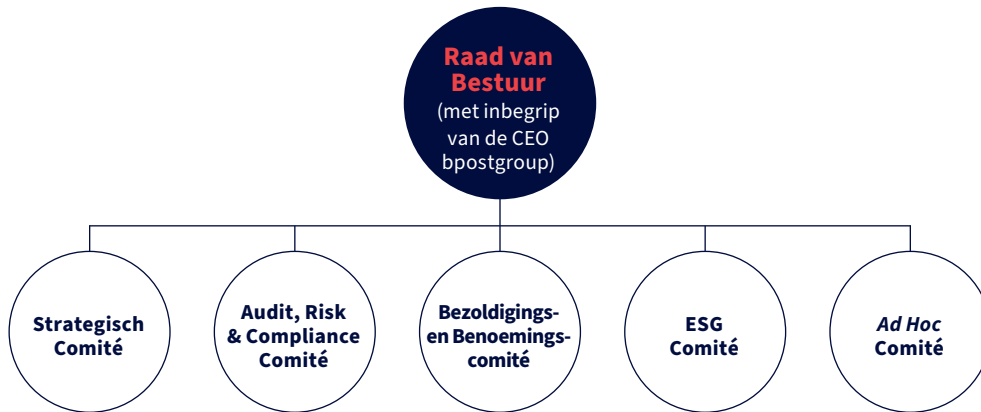 Raad van
Bestuur
(met inbegrip
van de CEO
bpostgroup)
Strategisch
Comité
Audit, Risk
& Compliance
Comité
Bezoldigings-
en Benoemings-
comité
ESG
Comité
Ad Hoc
Comité